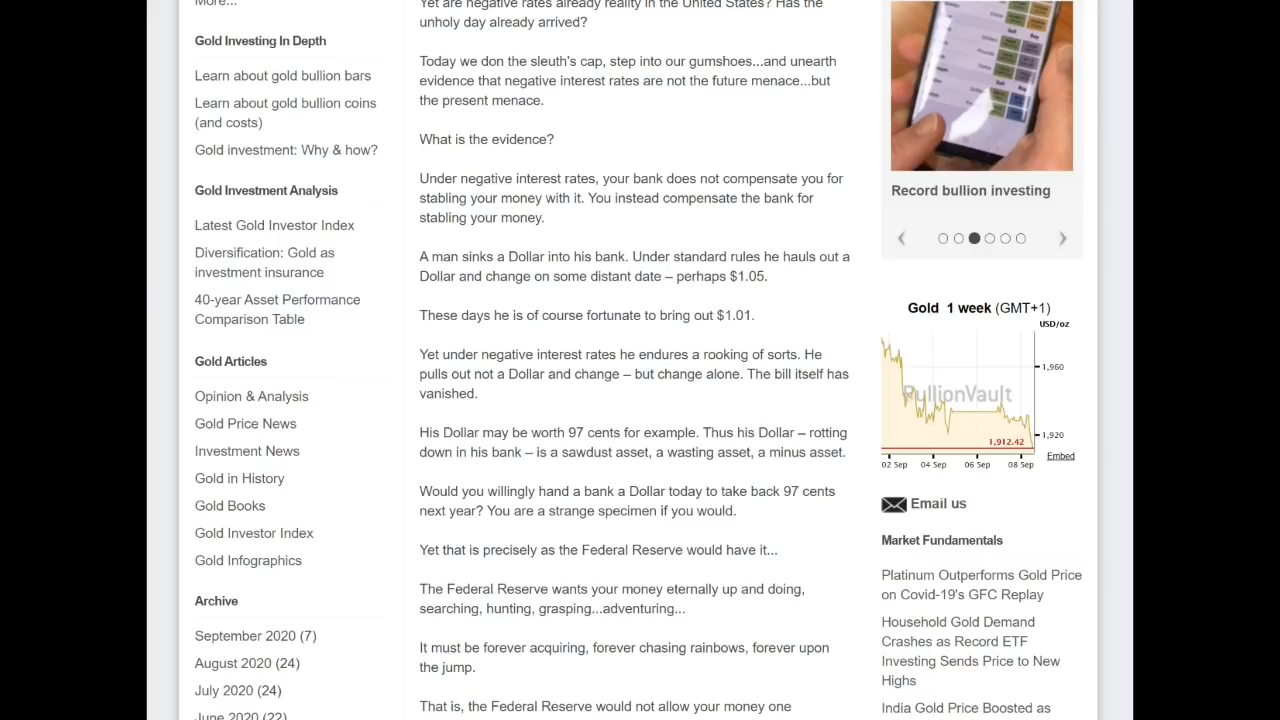 More...
Gold Investing In Depth
Learn about gold bullion bars
Learn about gold bullion coins
(and costs)
Gold investment: Why & how?
Gold Investment Analysis
Latest Gold Investor Index
Diversification: Gold as
investment insurance
40-year Asset Performance
Comparison Table
Gold Articles
Opinion & Analysis
Gold Price News
Investment News
Gold in History
Gold Books
Gold Investor Index
Gold Infographics
Archive
September 2020 (7)
August 2020 (24)
July 2020 (24)
June 2020 (22)
Yet are negative rates already reality in the United States? Has the
unholy day already arrived?
Today we don the sleuth's cap, step into our gumshoes...and unearth
evidence that negative interest rates are not the future menace...but
the present menace.
What is the evidence?
Under negative interest rates, your bank does not compensate you for
stabling your money with it. You instead compensate the bank for
stabling your money.
A man sinks a Dollar into his bank. Under standard rules he hauls out a
Dollar and change on some distant date – perhaps $1.05.
These days he is of course fortunate to bring out $1.01.
Yet under negative interest rates he endures a rooking of sorts. He
pulls out not a Dollar and change – but change alone. The bill itself has
vanished.
His Dollar may be worth 97 cents for example. Thus his Dollar – rotting
down in his bank – is a sawdust asset, a wasting asset, a minus asset.
Would you willingly hand a bank a Dollar today to take back 97 cents
next year? You are a strange specimen if you would.
Yet that is precisely as the Federal Reserve would have it...
The Federal Reserve wants your money eternally up and doing,
searching, hunting, grasping...adventuring...
It must be forever acquiring, forever chasing rainbows, forever upon
the jump.
That is, the Federal Reserve would not allow your money one
Sell Buy
Record bullion investing
Gold 1 week (GMT+1)
USD/oz
1,960
BullionVault
1,920
1,912.42
02 Sep 04 Sep 06 Sep 08 Sep
Embed
Email us
Market Fundamentals
Platinum Outperforms Gold Price
on Covid-19's GFC Replay
Household Gold Demand
Crashes as Record ETF
Investing Sends Price to New
Highs
India Gold Price Boosted as